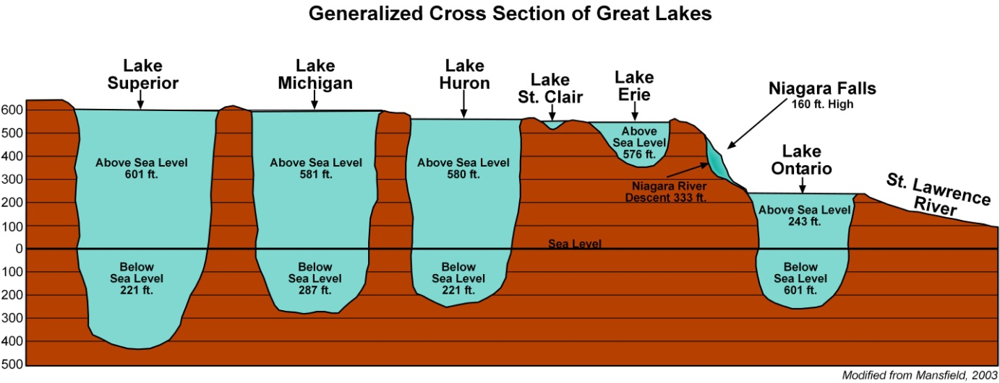 Generalized Cross Section of Great Lakes
Lake
Superior
Lake
Michigan
Lake
Huron
Lake
St. Clair
Lake
Erie
Niagara Falls
160 ft. High
Lake
Ontario
St. Lawrence
River
600
500
400
300
200
100
0
100
200
300
400
500
Above Sea Level
601 ft.
Above Sea Level
581 ft.
Above Sea Level
580 ft.
Above
Sea Level
576 ft.
Niagara River
Descent 333 ft.
Above Sea Level
243 ft.
Sea Level
Below
Sea Level
221 ft.
Below
Sea Level
287 ft.
Below
Sea Level
221 ft.
Below
Sea Level
601 ft.
Modified from Mansfield, 2003